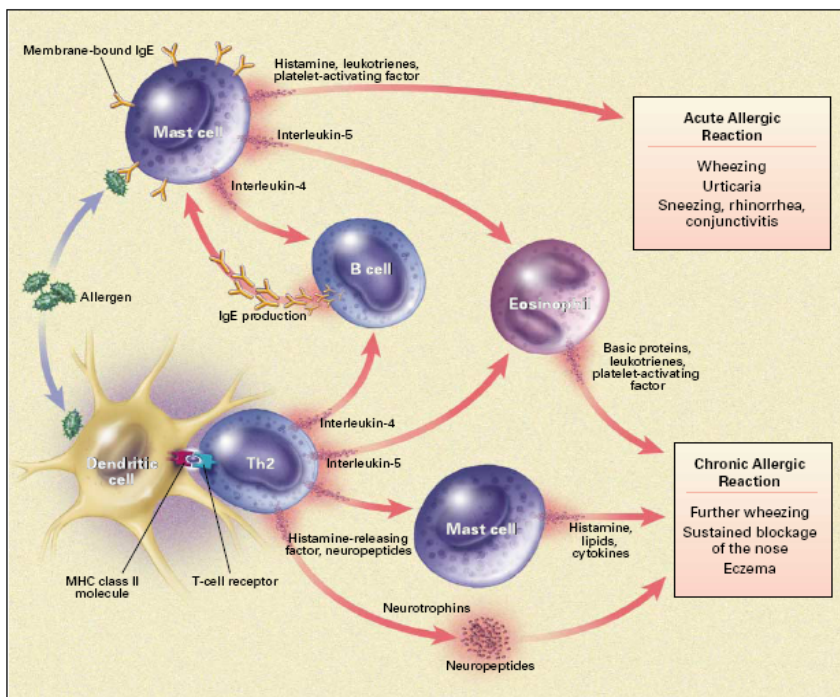 Membrane-bound IgE
Histamine, leukotrienes,
platelet-activating factor
Mast cell
Interleukin-5
Interleukin-4
Acute Allergic
Reaction
Wheezing
Urticaria
Sneezing, rhinorrhea,
conjunctivitis
B cell
Allergen
IgE production
Eosinophil
Basic proteins,
leukotrienes,
platelet-activating
factor
Interleukin-4
Interleukin-5
Dendritic
cell
Th2
Mast cell
Histamine-releasing
factor, neuropeptides
Histamine,
lipids,
cytokines
Chronic Allergic
Reaction
Further wheezing
Sustained blockage
of the nose
Eczema
MHC class II
molecule
T-cell receptor
Neurotrophins
Neuropeptides